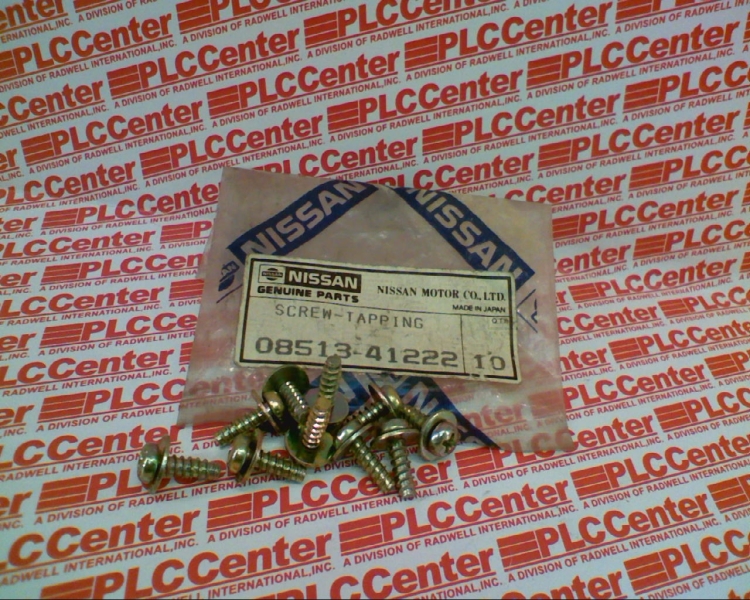 PLCCenter
A DIVISION OF RADWELL INTERNATIONAL, INC.
NISSAN
NISSAN
NISSAN
GENUINE PARTS
NISSAN MOTOR CO., LTD.
MADE IN JAPAN
SCREW-TAPPING
Q'TY
08513-41222
10